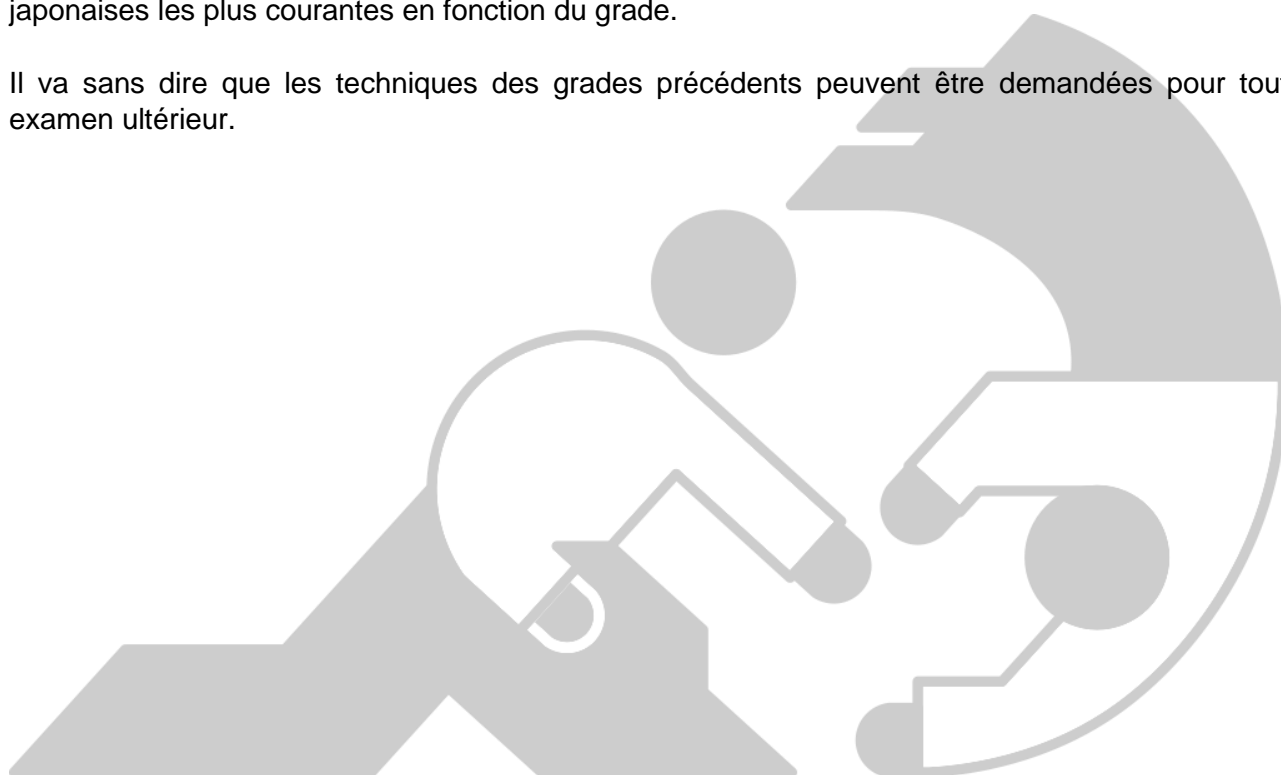 japonaises les plus courantes en fonction du grade.
Il va sans dire que les techniques des grades précédents peuvent être demandées pour tou
examen ultérieur.